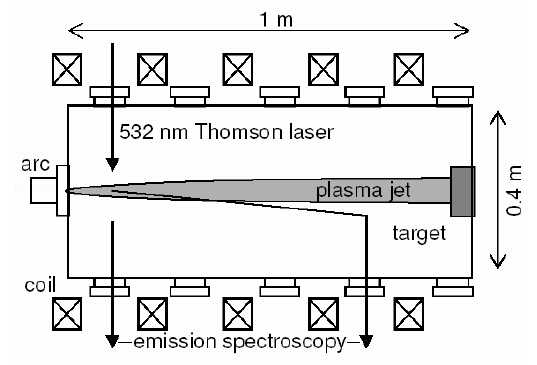 1 m
532 nm Thomson laser
arc
plasma jet
0.4 m
target
coil
emission spectroscopy